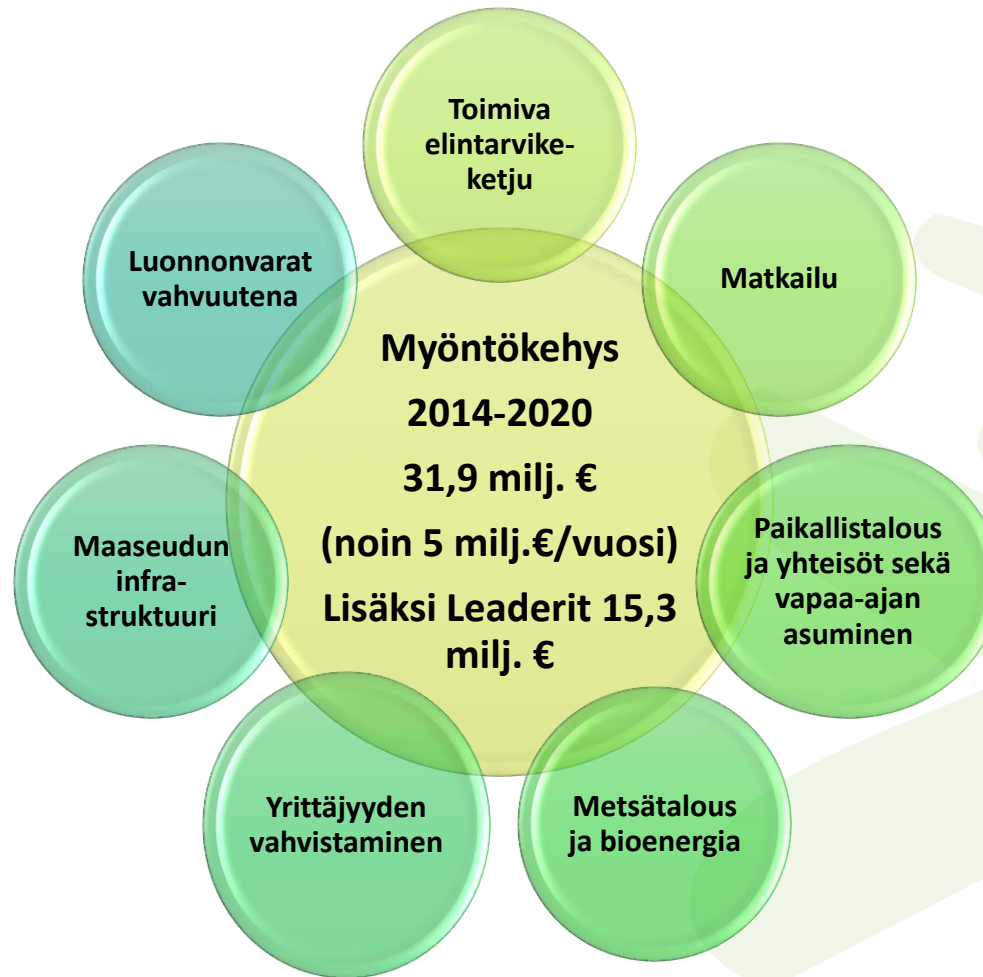 Toimiva
elintarvike-
ketju
Matkailu
Paikallistalous
ja yhteisöt sekä
vapaa-ajan
asuminen
Metsätalous
ja bioenergia
Yrittäjyyden
vahvistaminen
Maaseudun
infra-
struktuuri
Luonnonvarat
vahvuutena
Myöntökehys
2014-2020
31,9 milj. €
(noin 5 milj.€/vuosi)
Lisäksi Leaderit 15,3
milj. €